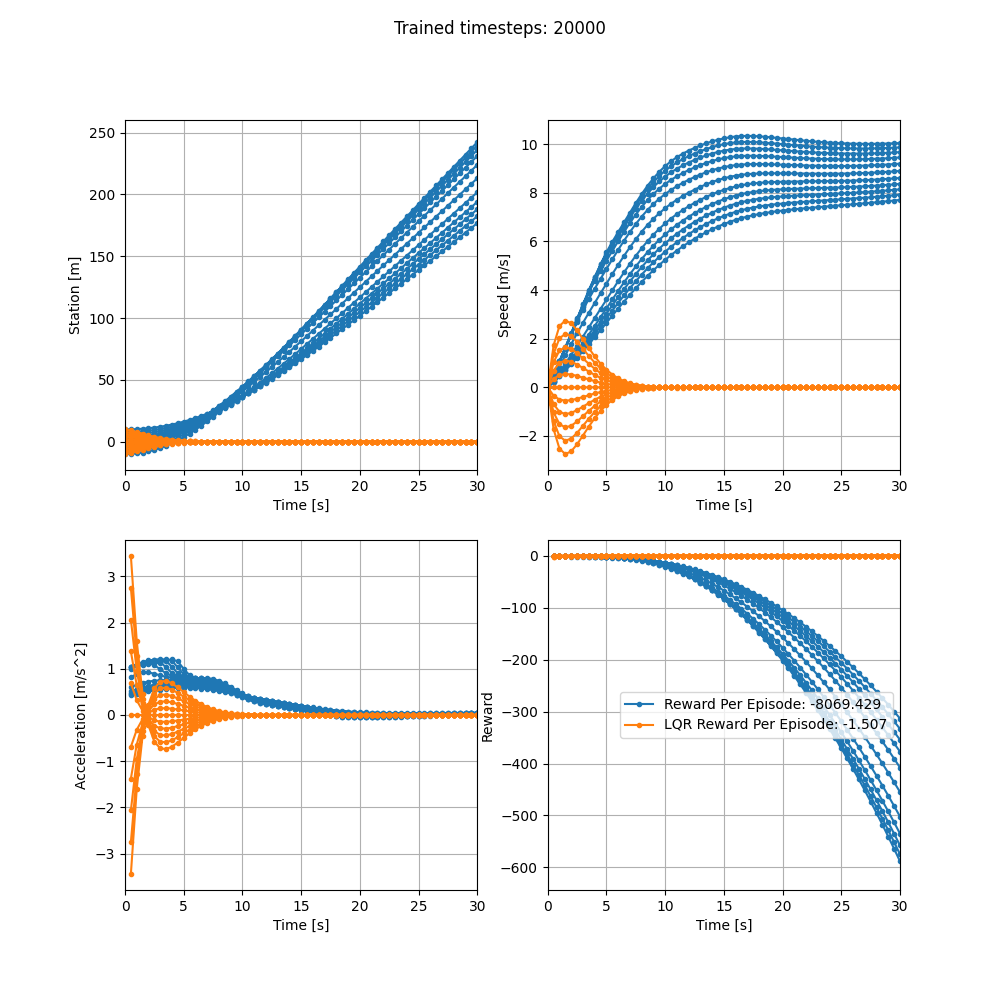 Trained timesteps: 20000
250
200
150
100
50
0
Station [m]
0 5 10 15 20 25 30
Time [s]
10
8
6
4
2
0
−2
Speed [m/s]
0 5 10 15 20 25 30
Time [s]
3
2
1
0
−1
−2
−3
Acceleration [m/s^2]
0 5 10 15 20 25 30
Time [s]
0
−100
−200
−300
−400
−500
−600
Reward
Reward Per Episode: -8069.429
LQR Reward Per Episode: -1.507
0 5 10 15 20 25 30
Time [s]